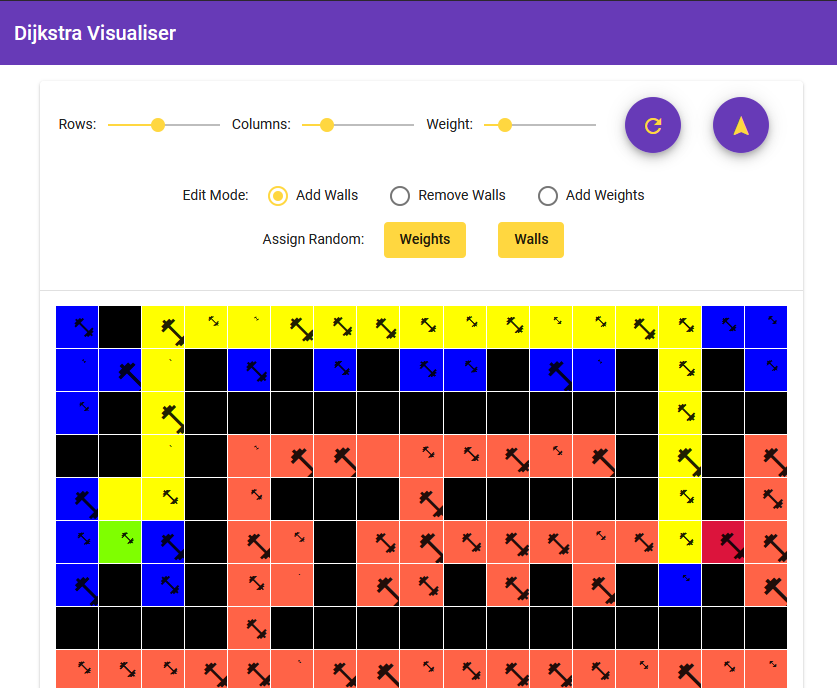 Dijkstra Visualiser
Rows: Columns: Weight:
Edit Mode: Add Walls Remove Walls Add Weights
Assign Random: Weights Walls